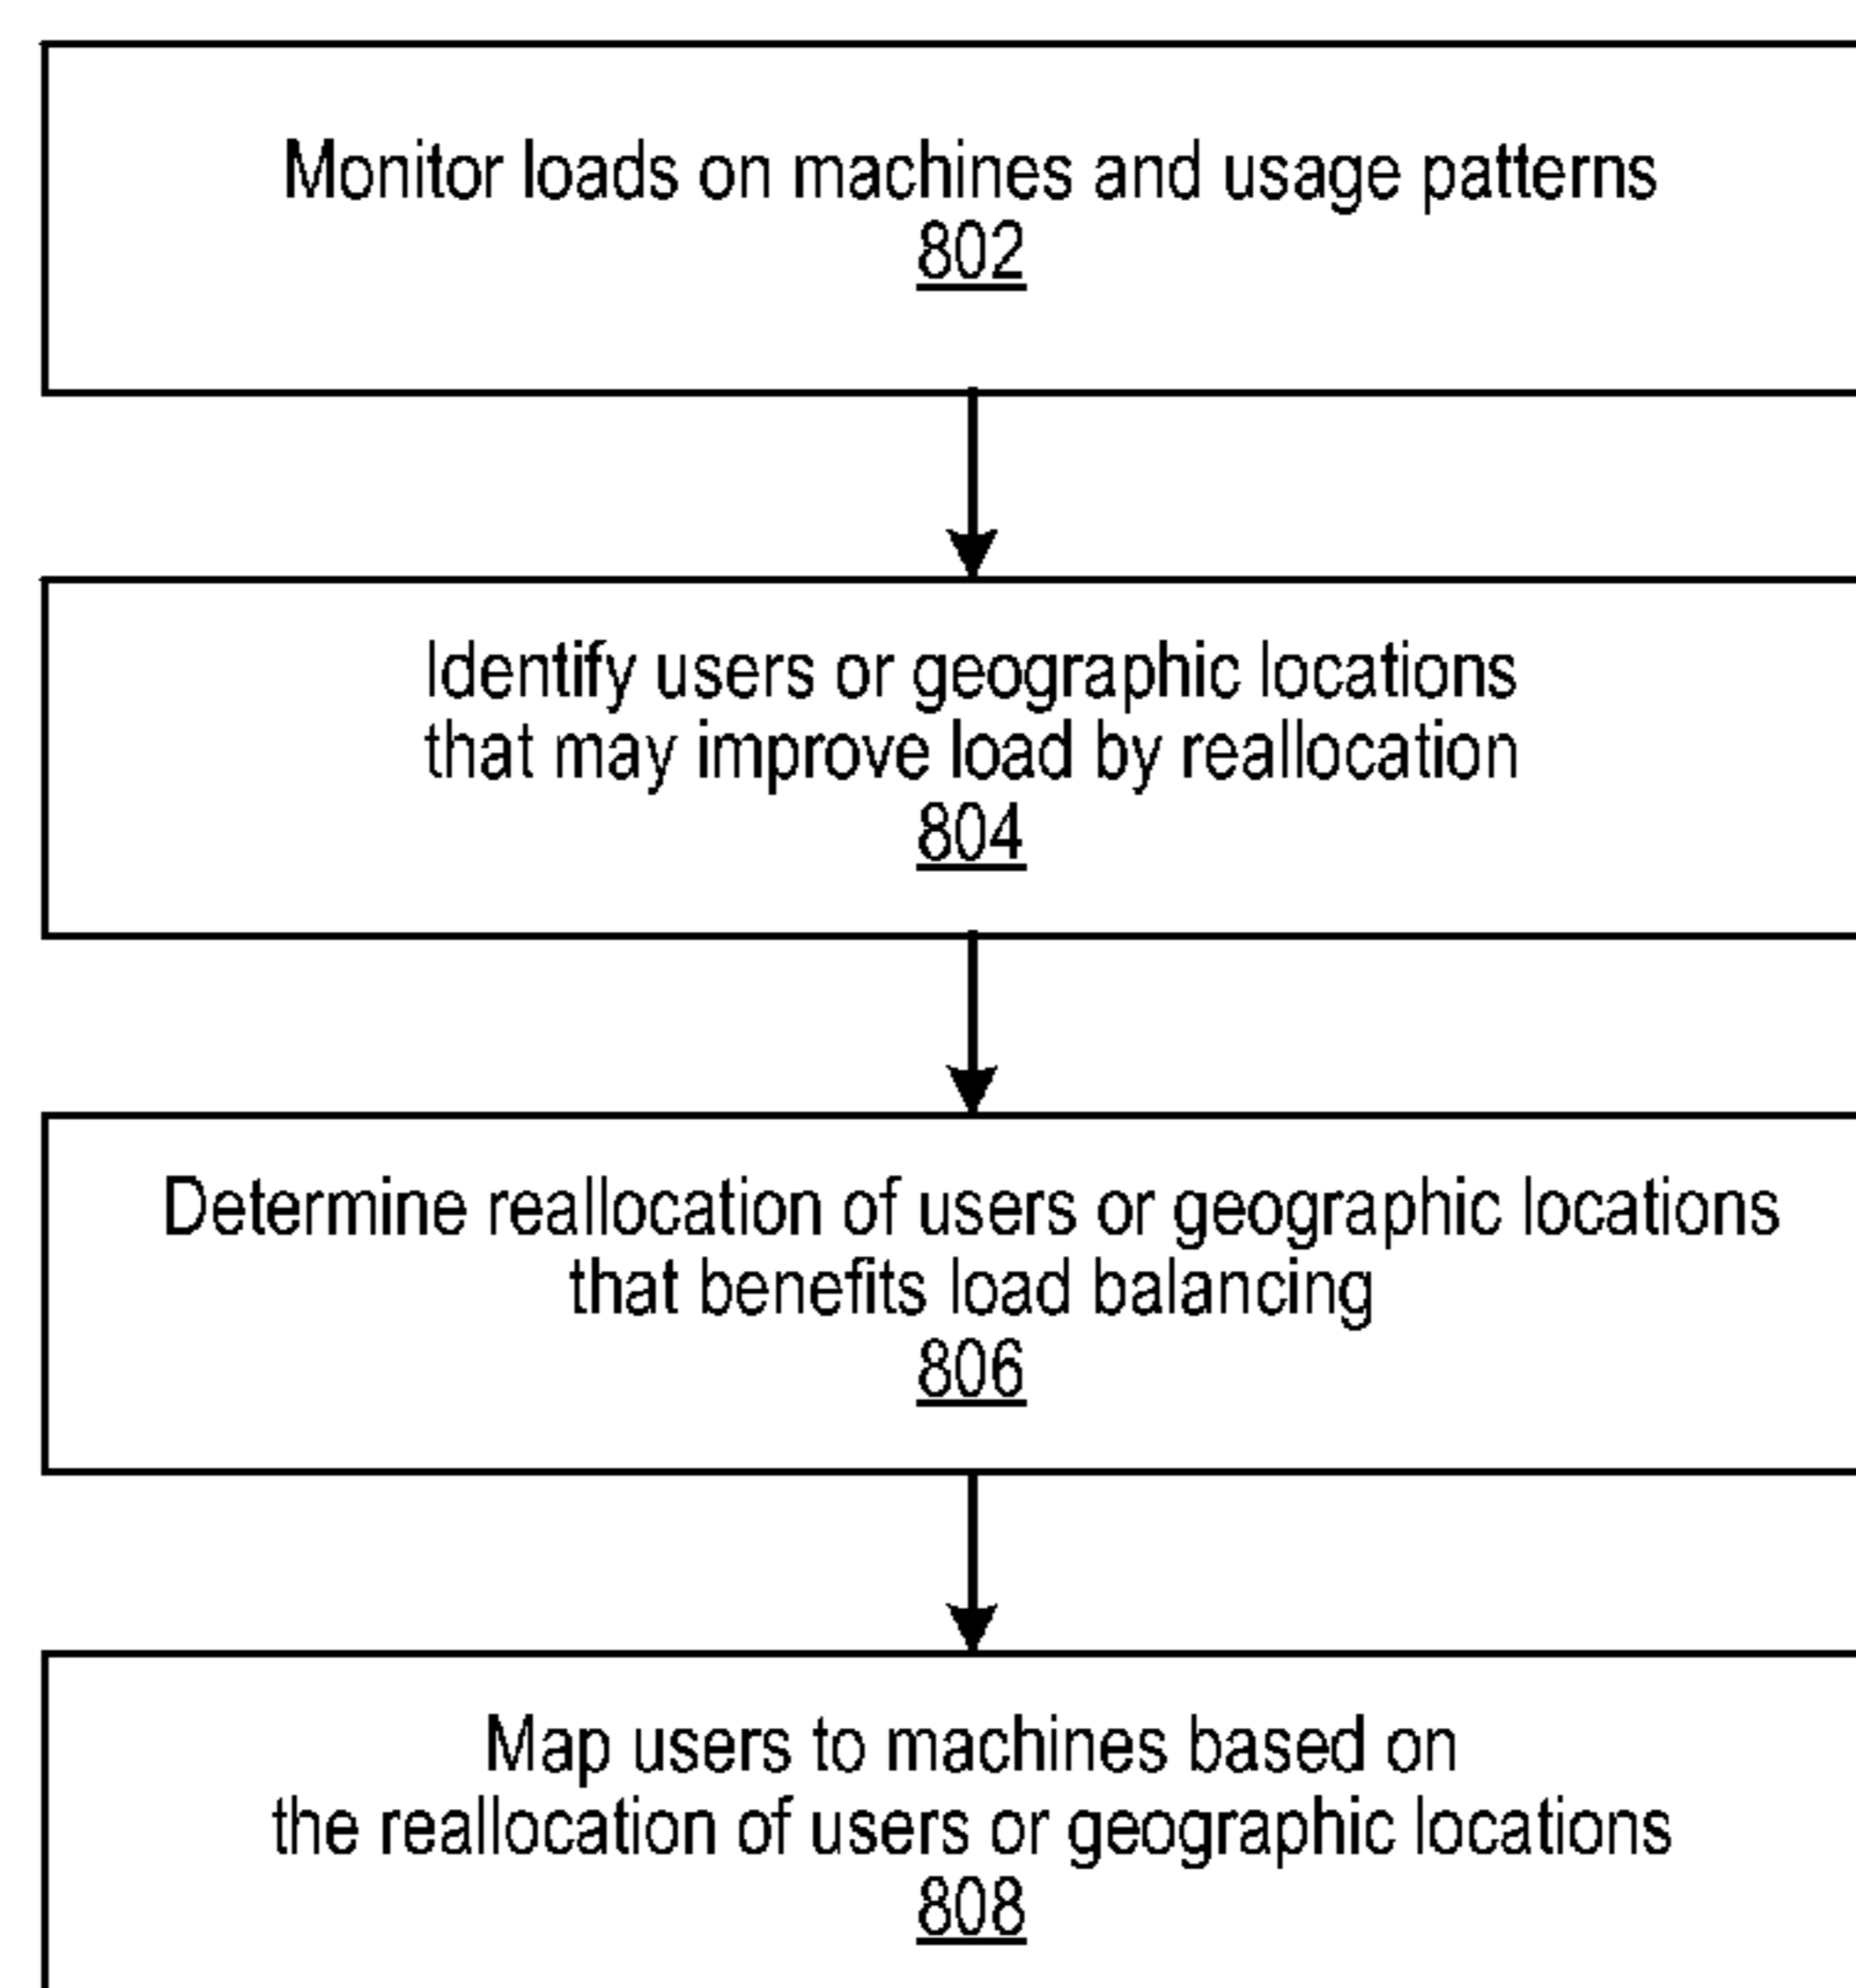 Monitor loads on machines and usage patterns
802
Identify users or geographic locations
that may improve load by reallocation
804
Determine reallocation of users or geographic locations
that benefits load balancing
806
Map users to machines based on
the reallocation of users or geographic locations
808